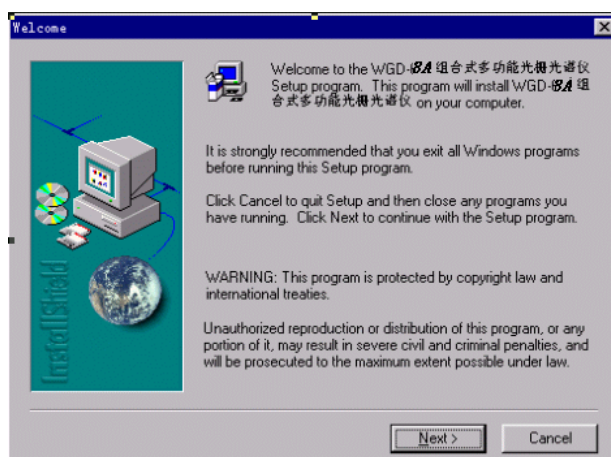 Welcome
Welcome to the WGD-8A 组合式多功能光栅光谱仪
Setup program. This program will install WGD-8A 组
合式多功能光栅光谱仪 on your computer.
It is strongly recommended that you exit all Windows programs
before running this Setup program.
Click Cancel to quit Setup and then close any programs you
have running. Click Next to continue with the Setup program.
WARNING: This program is protected by copyright law and
international treaties.
Unauthorized reproduction or distribution of this program, or any
portion of it, may result in severe civil and criminal penalties, and
will be prosecuted to the maximum extent possible under law.
InstallShield
Next >
Cancel